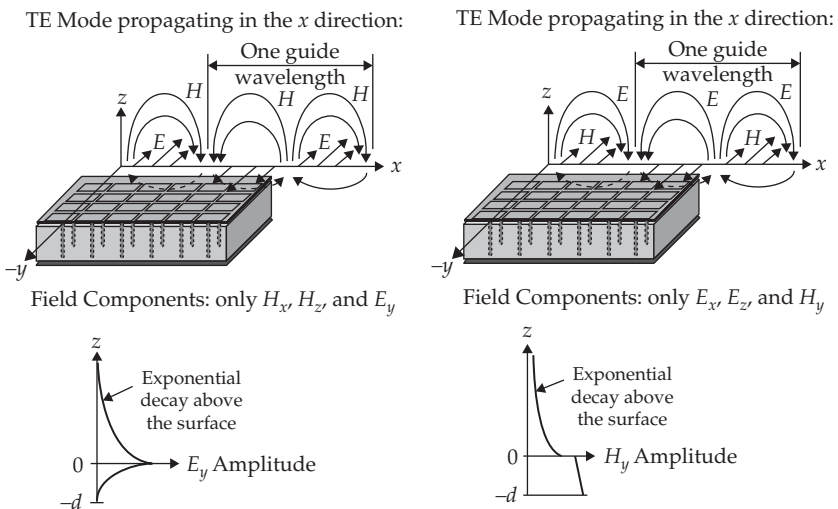 TE Mode propagating in the x direction:
One guide
wavelength
z
H
H
H
E
E
x
–y
Field Components: only Hx, Hz, and Ey
z
Exponential
decay above
the surface
0
Ey Amplitude
–d
TE Mode propagating in the x direction:
One guide
wavelength
z
E
E
E
H
H
x
–y
Field Components: only Ex, Ez, and Hy
z
Exponential
decay above
the surface
0
Hy Amplitude
–d